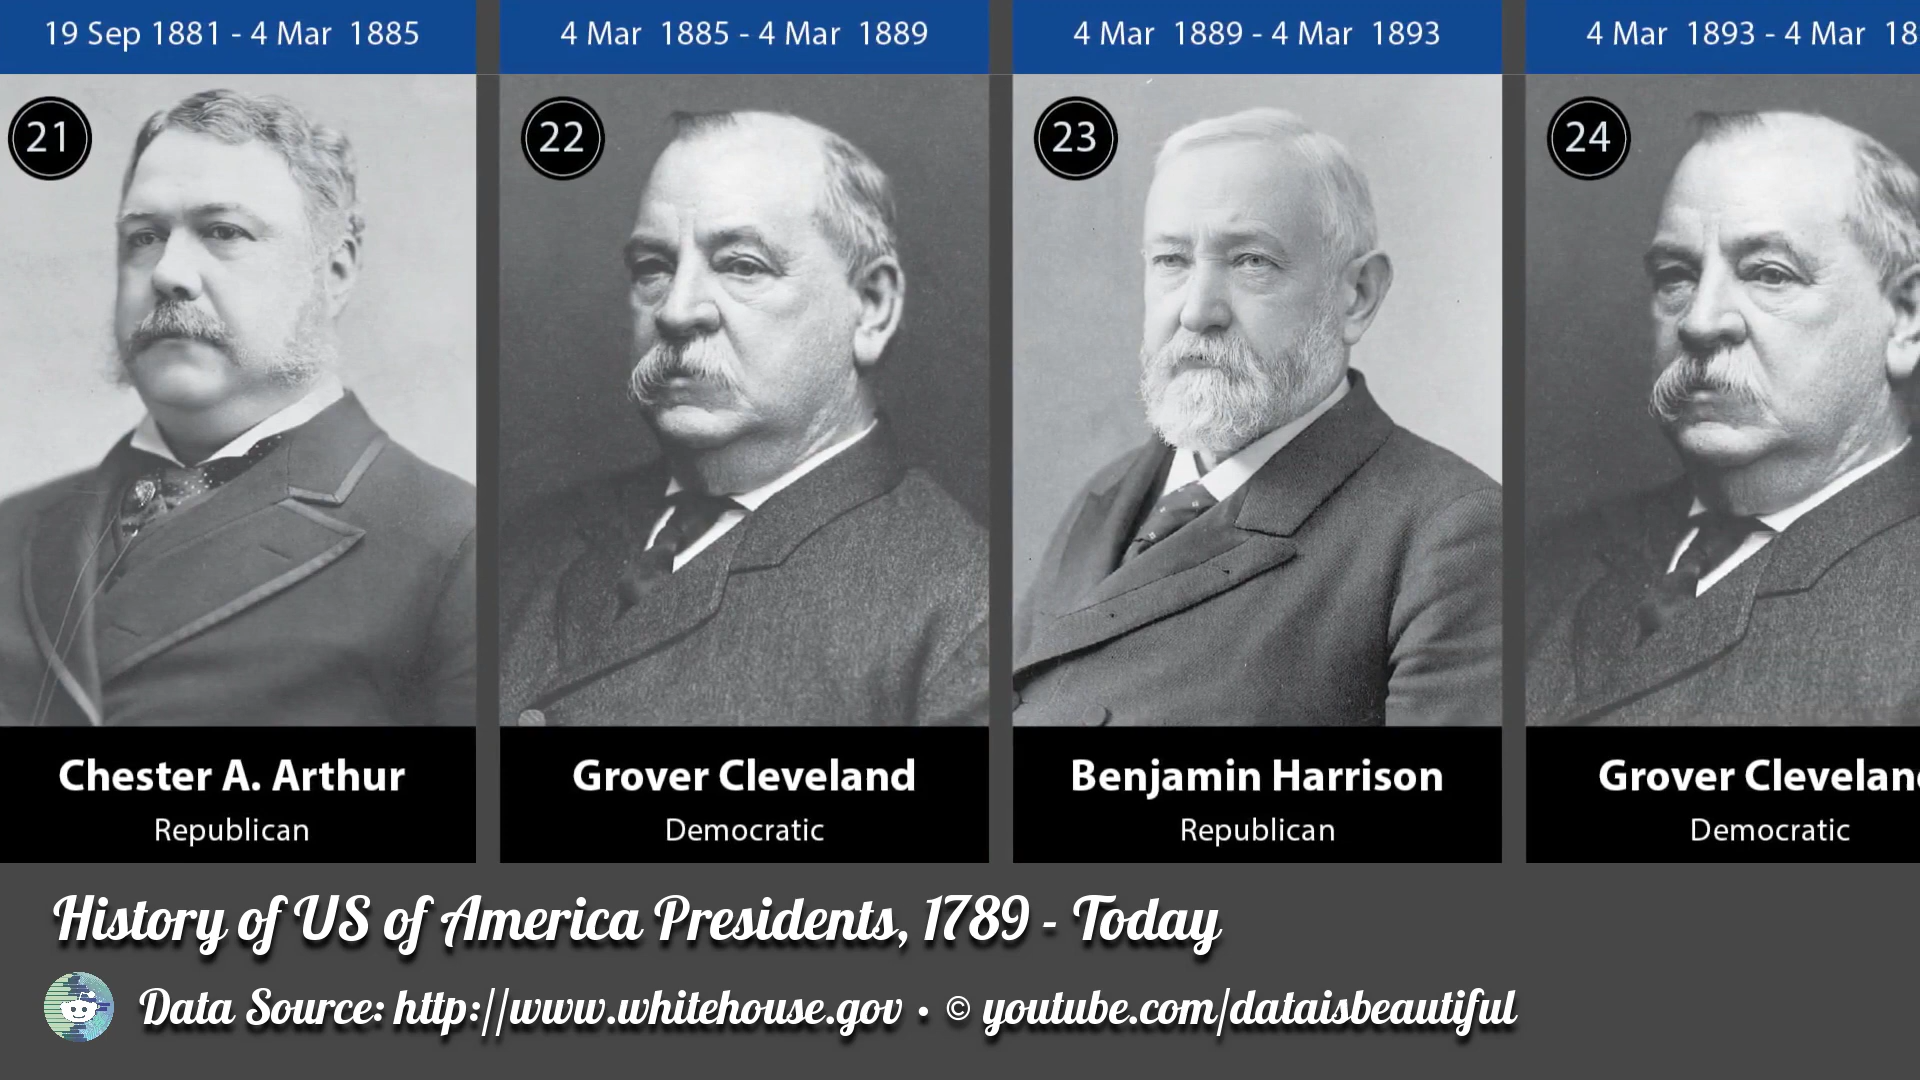 19 Sep 1881 - 4 Mar 1885
4 Mar 1885 - 4 Mar 1889
4 Mar 1889 - 4 Mar 1893
4 Mar 1893 - 4 Mar 18
21
22
23
24
Chester A. Arthur
Republican
Grover Cleveland
Democratic
Benjamin Harrison
Republican
Grover Cleveland
Democratic
History of US of America Presidents, 1789 - Today
Data Source: http://www.whitehouse.gov • © youtube.com/dataisbeautiful